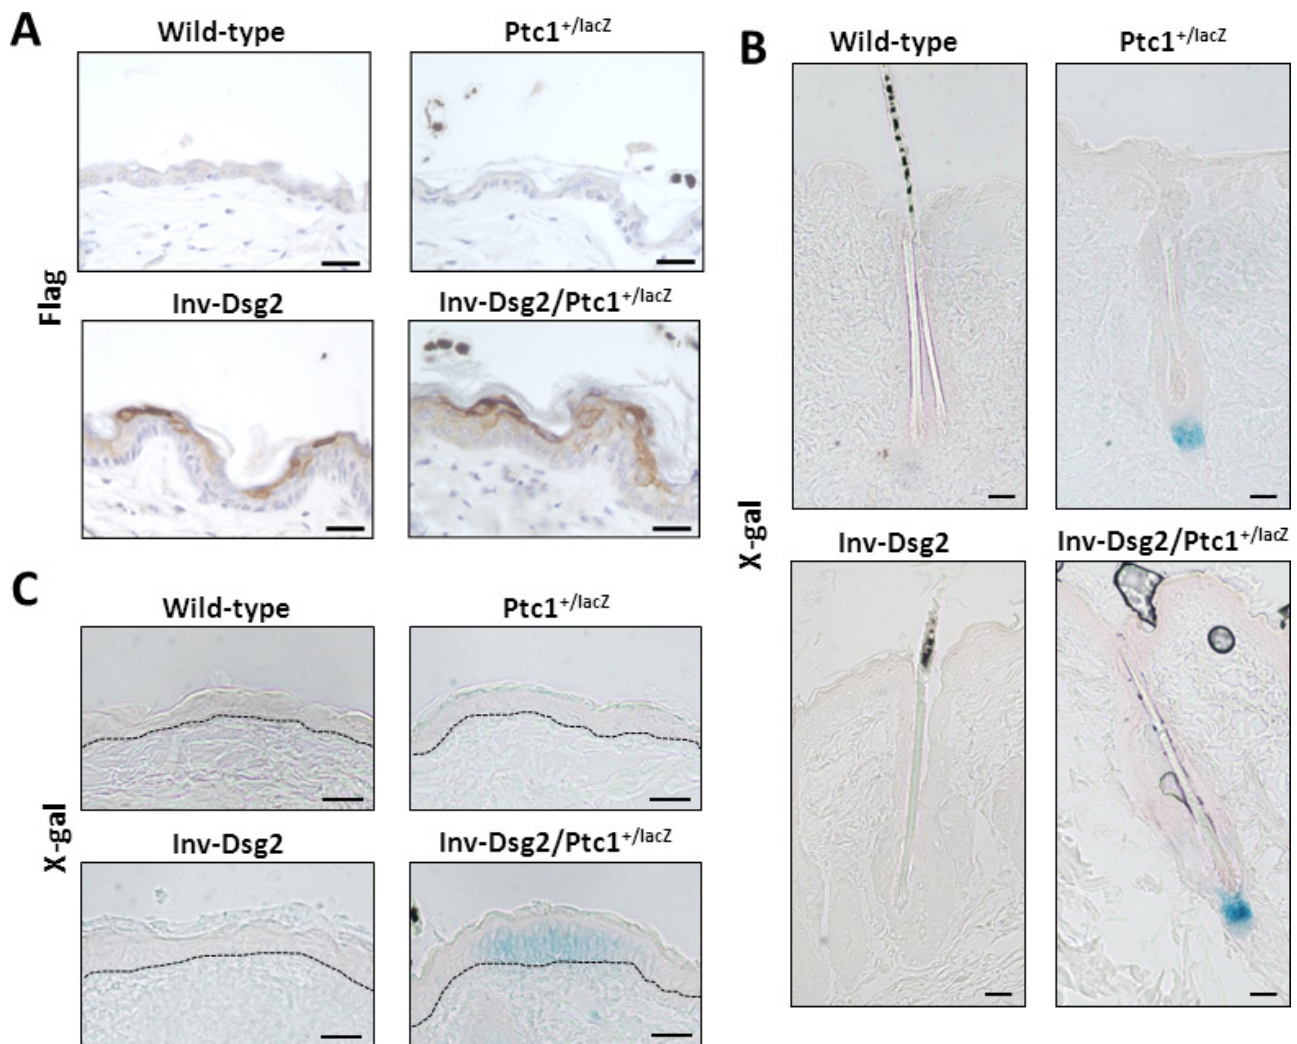 A
Wild-type
Ptc1+/lacZ
Flag
Inv-Dsg2
Inv-Dsg2/Ptc1+/lacZ
B
Wild-type
Ptc1+/lacZ
X-gal
Inv-Dsg2
Inv-Dsg2/Ptc1+/lacZ
C
Wild-type
Ptc1+/lacZ
X-gal
Inv-Dsg2
Inv-Dsg2/Ptc1+/lacZ